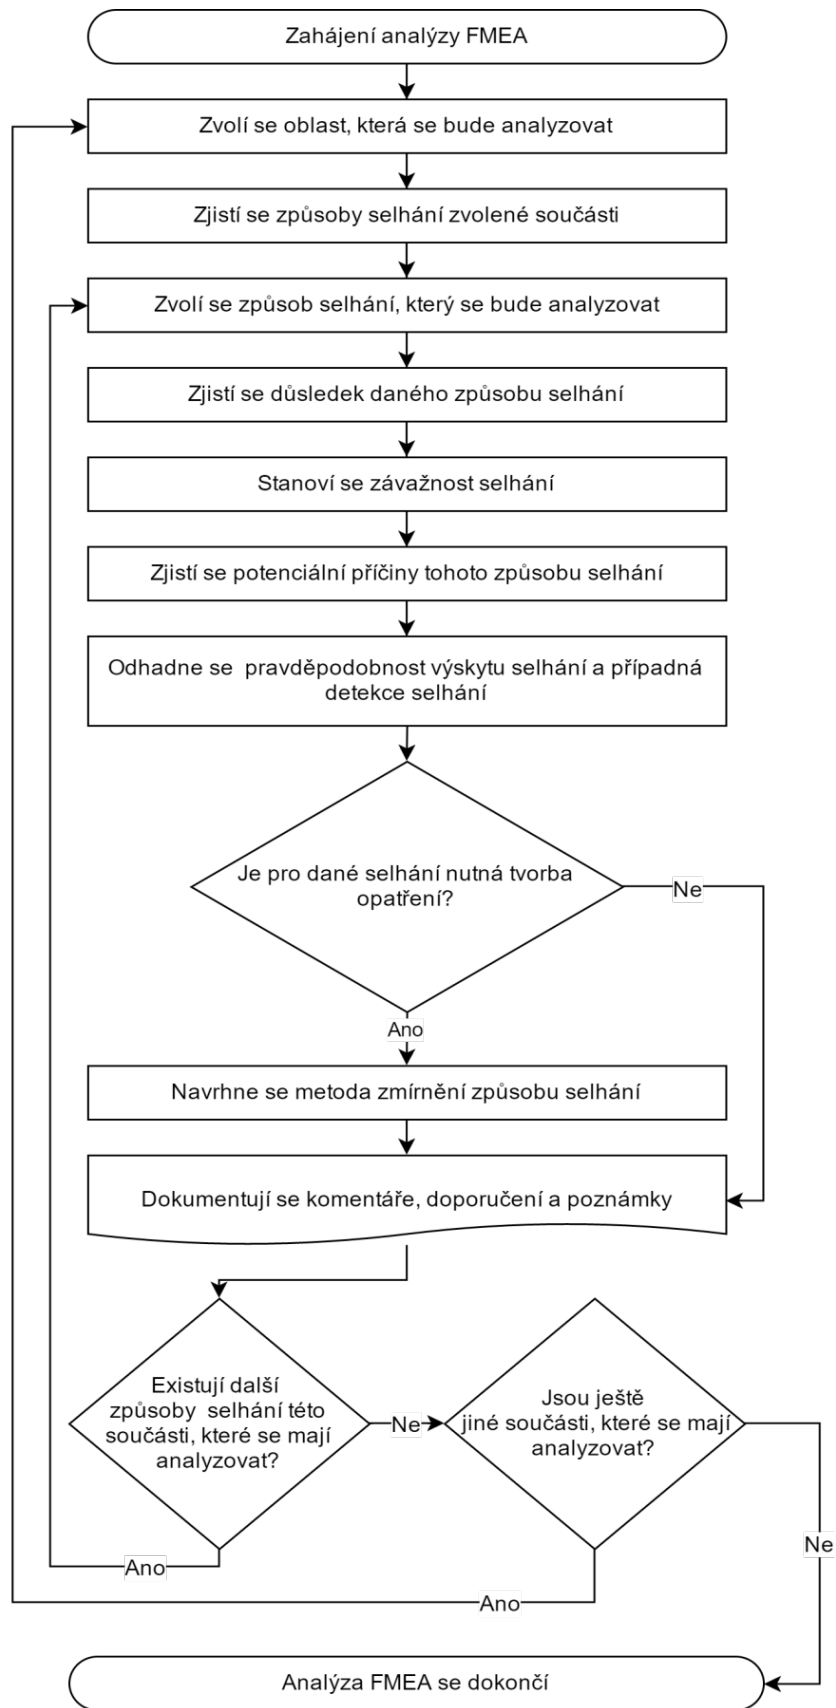 Zahájení analýzy FMEA
Zvolí se oblast, která se bude analyzovat
Zjistí se způsoby selhání zvolené součásti
Zvolí se způsob selhání, který se bude analyzovat
Zjistí se důsledek daného způsobu selhání
Stanoví se závažnost selhání
Zjistí se potenciální příčiny tohoto způsobu selhání
Odhadne se  pravděpodobnost výskytu selhání a případná
detekce selhání
Je pro dané selhání nutná tvorba
opatření?
Ne
Ano
Navrhne se metoda zmírnění způsobu selhání
Dokumentují se komentáře, doporučení a poznámky
Existují další
způsoby  selhání této
součásti, které se mají
analyzovat?
Ne
Jsou ještě
jiné součásti, které se mají
analyzovat?
Ne
Ano
Ano
Analýza FMEA se dokončí